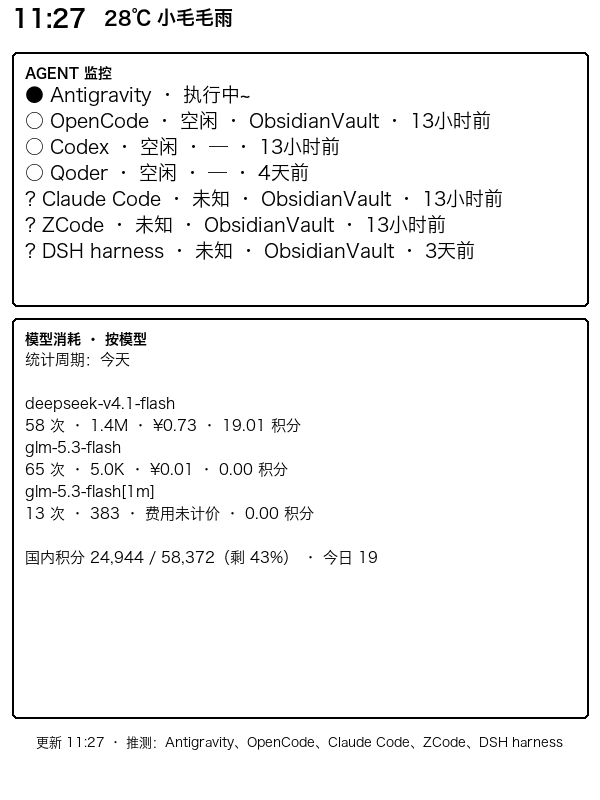 11:27 28°C 小毛毛雨
AGENT 监控
● Antigravity · 执行中~
○ OpenCode · 空闲 · ObsidianVault · 13小时前
○ Codex · 空闲 · — · 13小时前
○ Qoder · 空闲 · — · 4天前
? Claude Code · 未知 · ObsidianVault · 13小时前
? ZCode · 未知 · ObsidianVault · 13小时前
? DSH harness · 未知 · ObsidianVault · 3天前
模型消耗 · 按模型
统计周期：今天
deepseek-v4.1-flash
58 次 · 1.4M · ¥0.73 · 19.01 积分
glm-5.3-flash
65 次 · 5.0K · ¥0.01 · 0.00 积分
glm-5.3-flash[1m]
13 次 · 383 · 费用未计价 · 0.00 积分
国内积分 24,944 / 58,372（剩 43%） · 今日 19
更新 11:27 · 推测：Antigravity、OpenCode、Claude Code、ZCode、DSH harness